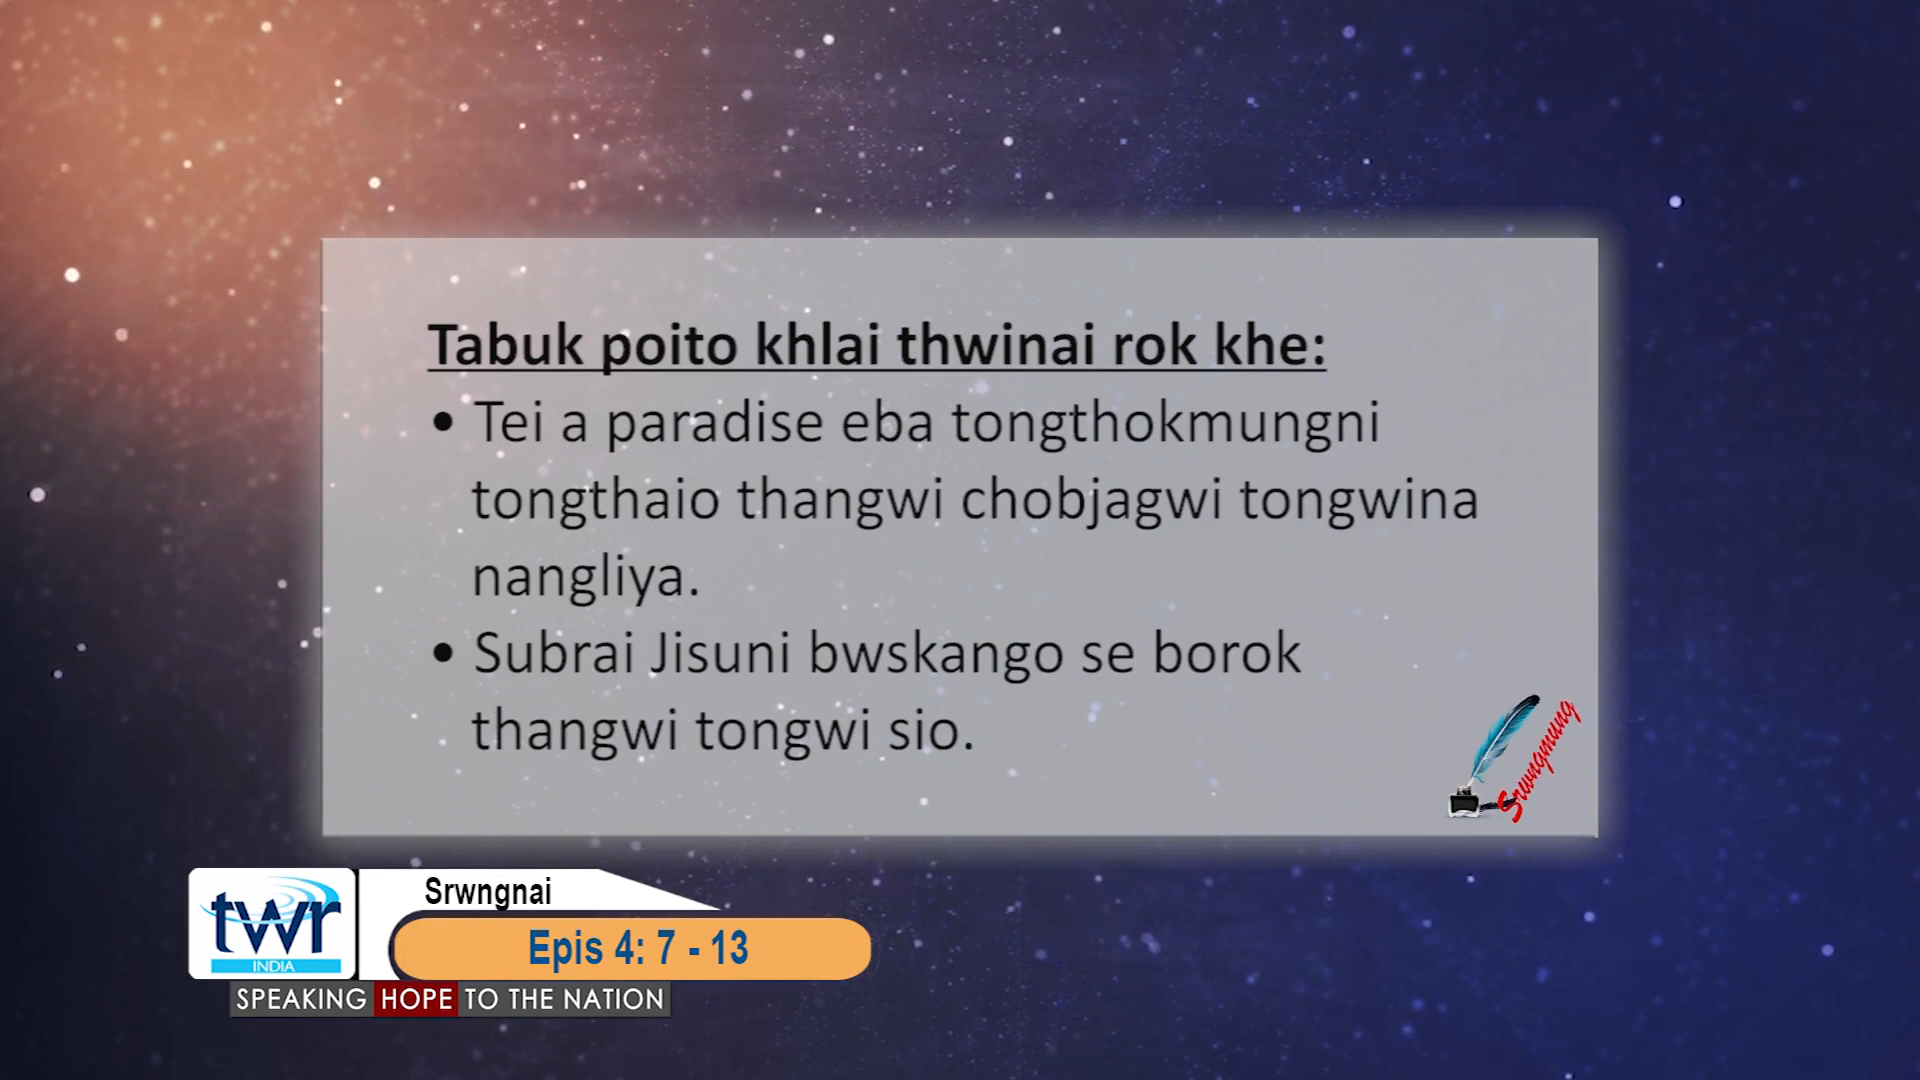 Tabuk poito khlai thwinai rok khe:
• Tei a paradise eba tongthokmungni
tongthaio thangwi chobjagwi tongwina
nangliya.
• Subrai Jisuni bwskango se borok
thangwi tongwi sio.
Srwngmung
twr
INDIA
Srwngnai
Epis 4: 7 - 13
SPEAKING HOPE TO THE NATION